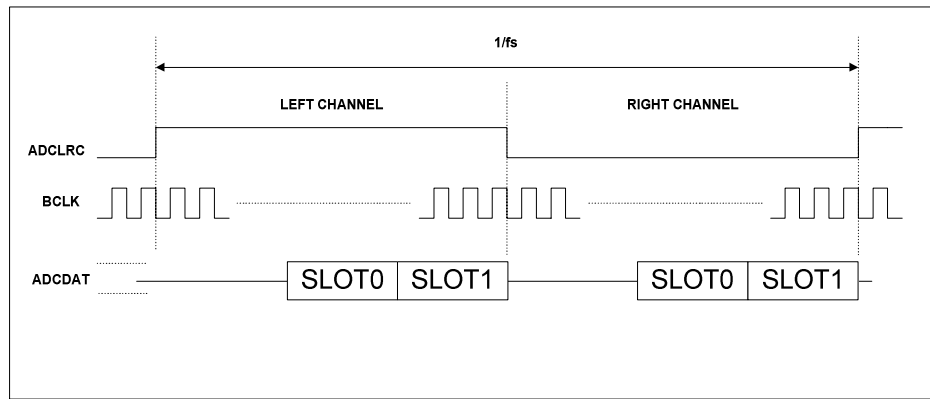 1/fs
LEFT CHANNEL RIGHT CHANNEL
ADCLRC
BCLK
ADCDAT SLOT0 SLOT1 SLOT0 SLOT1